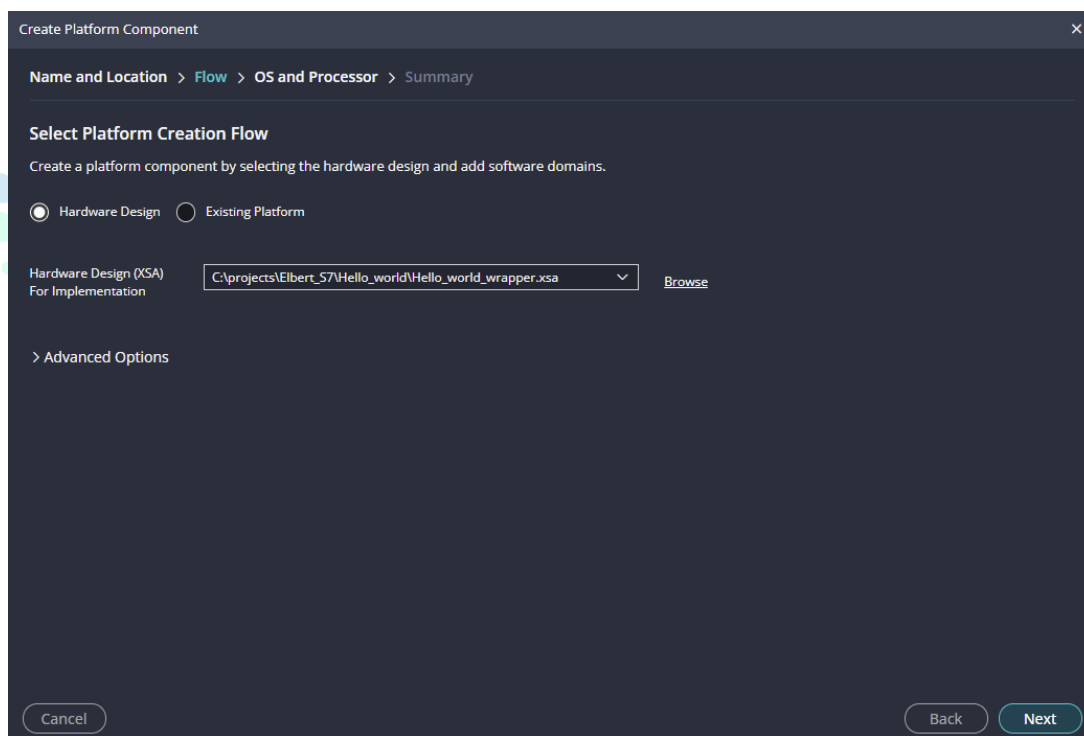 Create Platform Component
Name and Location > Flow > OS and Processor > Summary
Select Platform Creation Flow
Create a platform component by selecting the hardware design and add software domains.
Hardware Design Existing Platform
Hardware Design (XSA)
For Implementation
C:\projects\Elbert_S7\Hello_world\Hello_world_wrapper.xsa
Browse
> Advanced Options
Cancel Back Next